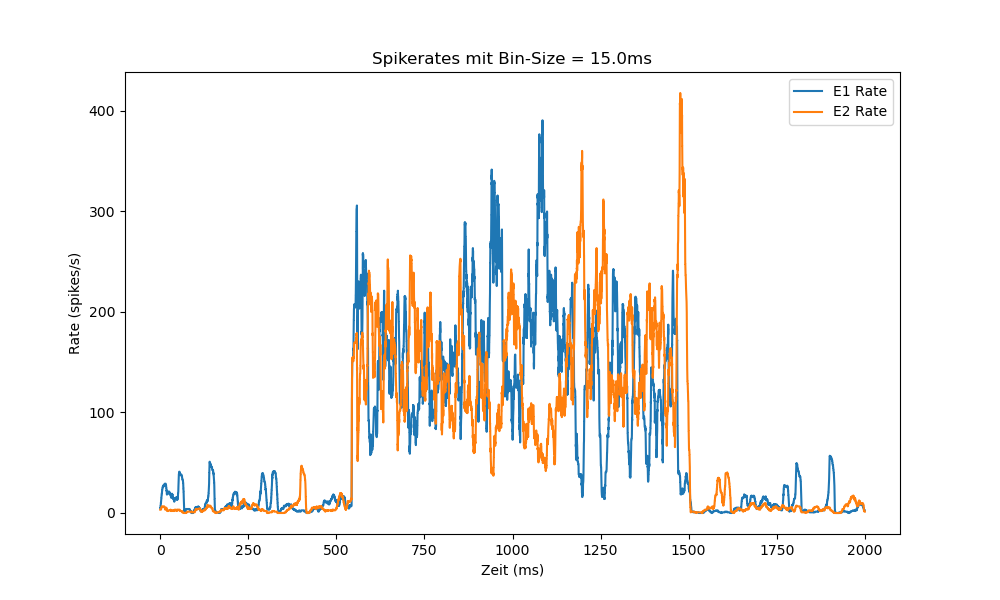 Spikerates mit Bin-Size = 15.0ms
E1 Rate
E2 Rate
Rate (spikes/s)
400
300
200
100
0
0 250 500 750 1000 1250 1500 1750 2000
Zeit (ms)